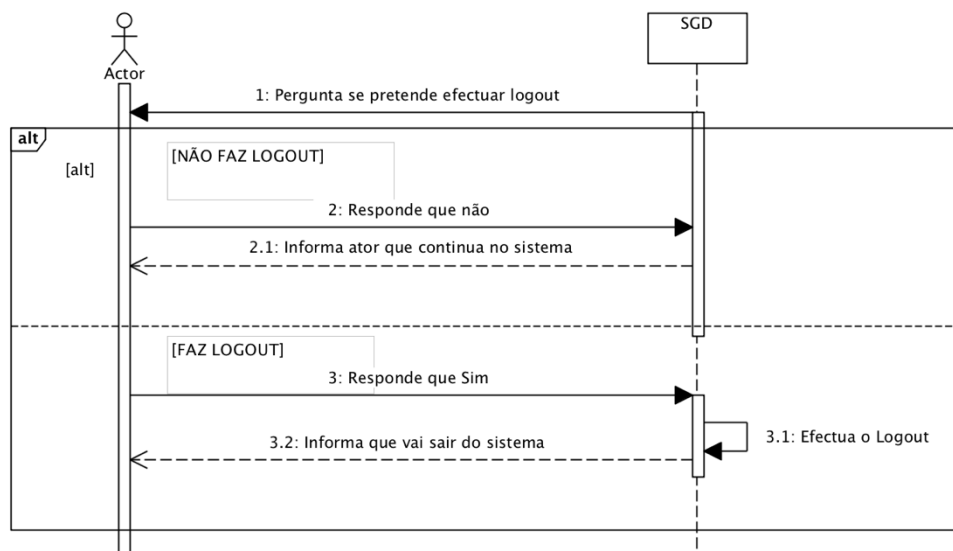 SGD
Actor
1: Pergunta se pretende efectuar logout
alt
[NÃO FAZ LOGOUT]
[alt]
2: Responde que não
2.1: Informa ator que continua no sistema
[FAZ LOGOUT]
3: Responde que Sim
3.1: Efectua o Logout
3.2: Informa que vai sair do sistema